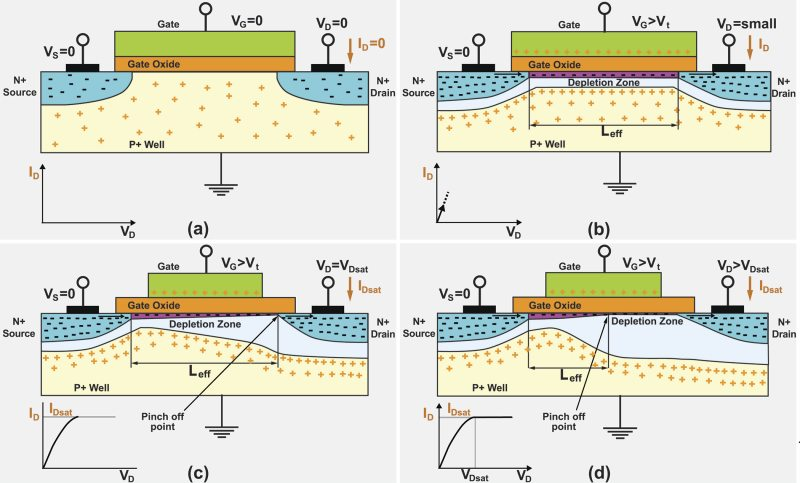 Gate
V_G=0
V_D=0
V_S=0
I_D=0
Gate Oxide
N+
Source
N+
Drain
P+ Well
I_D
V_D
(a)
Gate
V_G>V_t
V_D=small
V_S=0
I_D
Gate Oxide
N+
Source
Depletion Zone
N+
Drain
L_eff
P+ Well
I_D
V_D
(b)
Gate
V_G>V_t
V_D=V_Dsat
V_S=0
I_Dsat
Gate Oxide
N+
Source
Depletion Zone
N+
Drain
L_eff
P+ Well
Pinch off
point
I_D
I_Dsat
V_D
(c)
Gate
V_G>V_t
V_D>V_Dsat
V_S=0
I_Dsat
Gate Oxide
N+
Source
Depletion Zone
N+
Drain
L_eff
P+ Well
Pinch off
point
I_D
I_Dsat
V_Dsat
V_D
(d)